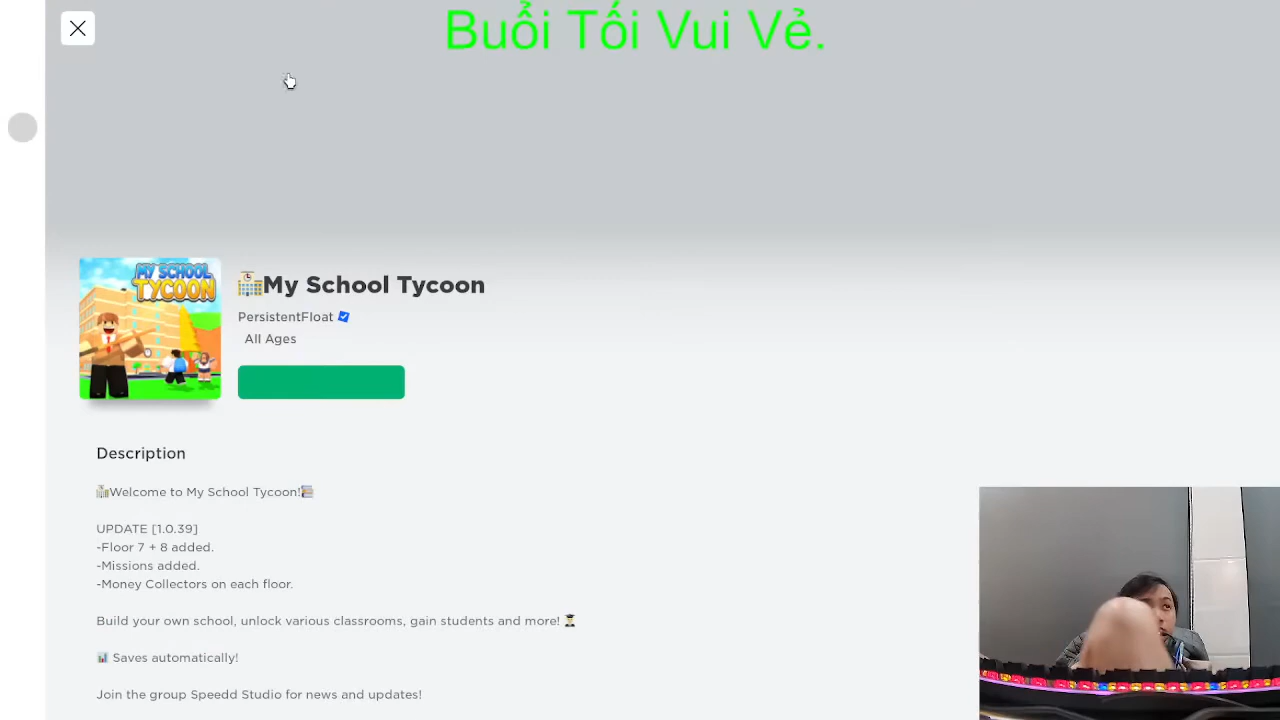 Buổi Tối Vui Vẻ.
MY SCHOOL
TYCOON
🏫My School Tycoon
PersistentFloat
All Ages
Description
🏫Welcome to My School Tycoon!📚
UPDATE [1.0.39]
-Floor 7 + 8 added.
-Missions added.
-Money Collectors on each floor.
Build your own school, unlock various classrooms, gain students and more! 👨‍🎓
📊 Saves automatically!
Join the group Speedd Studio for news and updates!